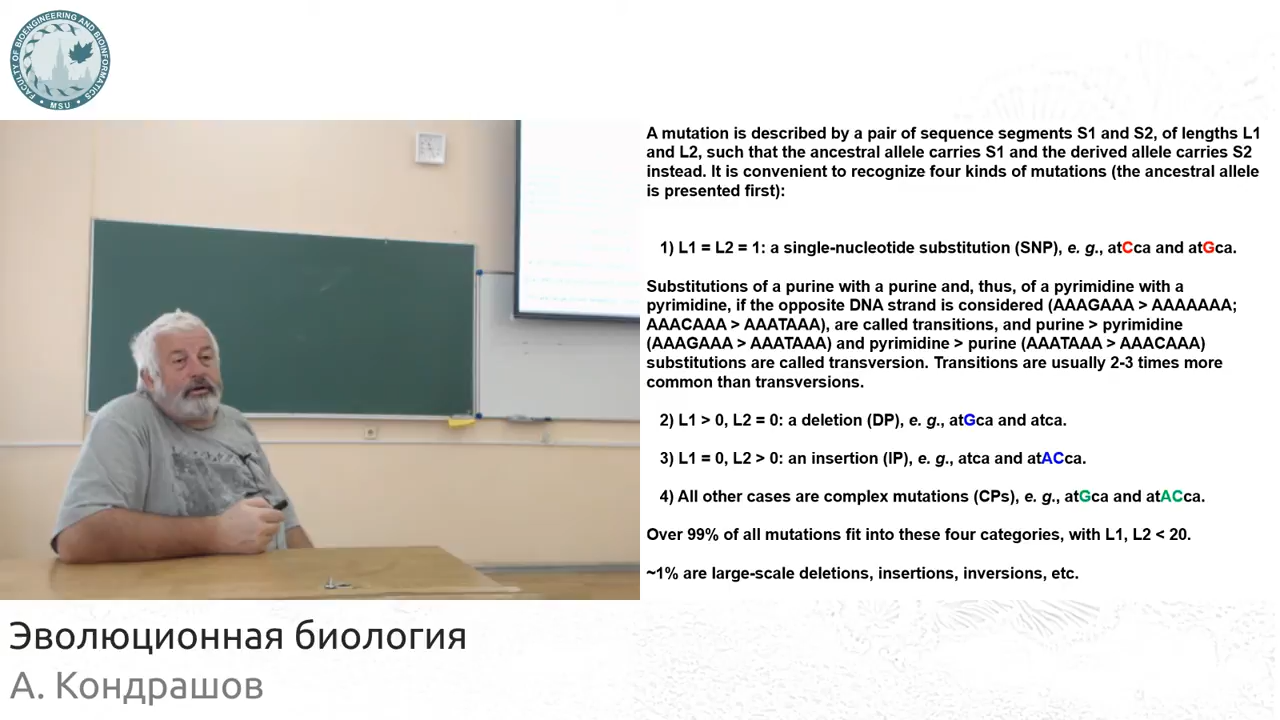 FACULTY OF BIOENGINEERING AND BIOINFORMATICS
• MSU •
A mutation is described by a pair of sequence segments S1 and S2, of lengths L1
and L2, such that the ancestral allele carries S1 and the derived allele carries S2
instead. It is convenient to recognize four kinds of mutations (the ancestral allele
is presented first):
1) L1 = L2 = 1: a single-nucleotide substitution (SNP), e. g., atCca and atGca.
Substitutions of a purine with a purine and, thus, of a pyrimidine with a
pyrimidine, if the opposite DNA strand is considered (AAAGAAA > AAAAAAA;
AAACAAA > AAATAAA), are called transitions, and purine > pyrimidine
(AAAGAAA > AAATAAA) and pyrimidine > purine (AAATAAA > AAACAAA)
substitutions are called transversion. Transitions are usually 2-3 times more
common than transversions.
2) L1 > 0, L2 = 0: a deletion (DP), e. g., atGca and atca.
3) L1 = 0, L2 > 0: an insertion (IP), e. g., atca and atACca.
4) All other cases are complex mutations (CPs), e. g., atGca and atACca.
Over 99% of all mutations fit into these four categories, with L1, L2 < 20.
~1% are large-scale deletions, insertions, inversions, etc.
Эволюционная биология
А. Кондрашов